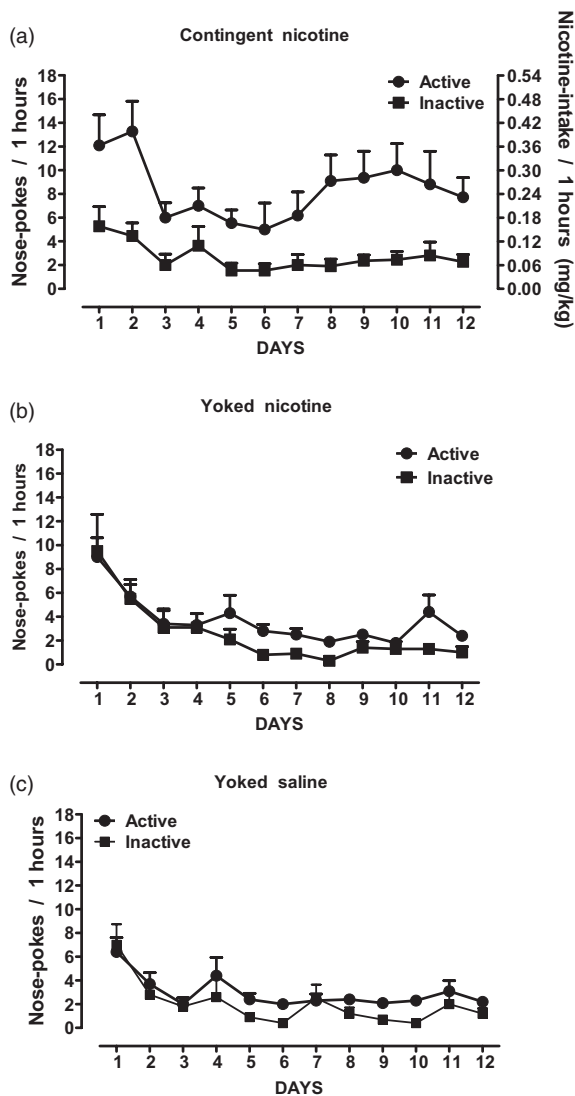 (a)
Contingent nicotine
Nose-pokes / 1 hours
18
16
14
12
10
8
6
4
2
0
Active
Inactive
0.54
0.48
0.42
0.36
0.30
0.24
0.18
0.12
0.06
0.00
Nicotine-intake / 1 hours (mg/kg)
1 2 3 4 5 6 7 8 9 10 11 12
DAYS
(b)
Yoked nicotine
Nose-pokes / 1 hours
18
16
14
12
10
8
6
4
2
0
Active
Inactive
1 2 3 4 5 6 7 8 9 10 11 12
DAYS
(c)
Yoked saline
Nose-pokes / 1 hours
18
16
14
12
10
8
6
4
2
0
Active
Inactive
1 2 3 4 5 6 7 8 9 10 11 12
DAYS